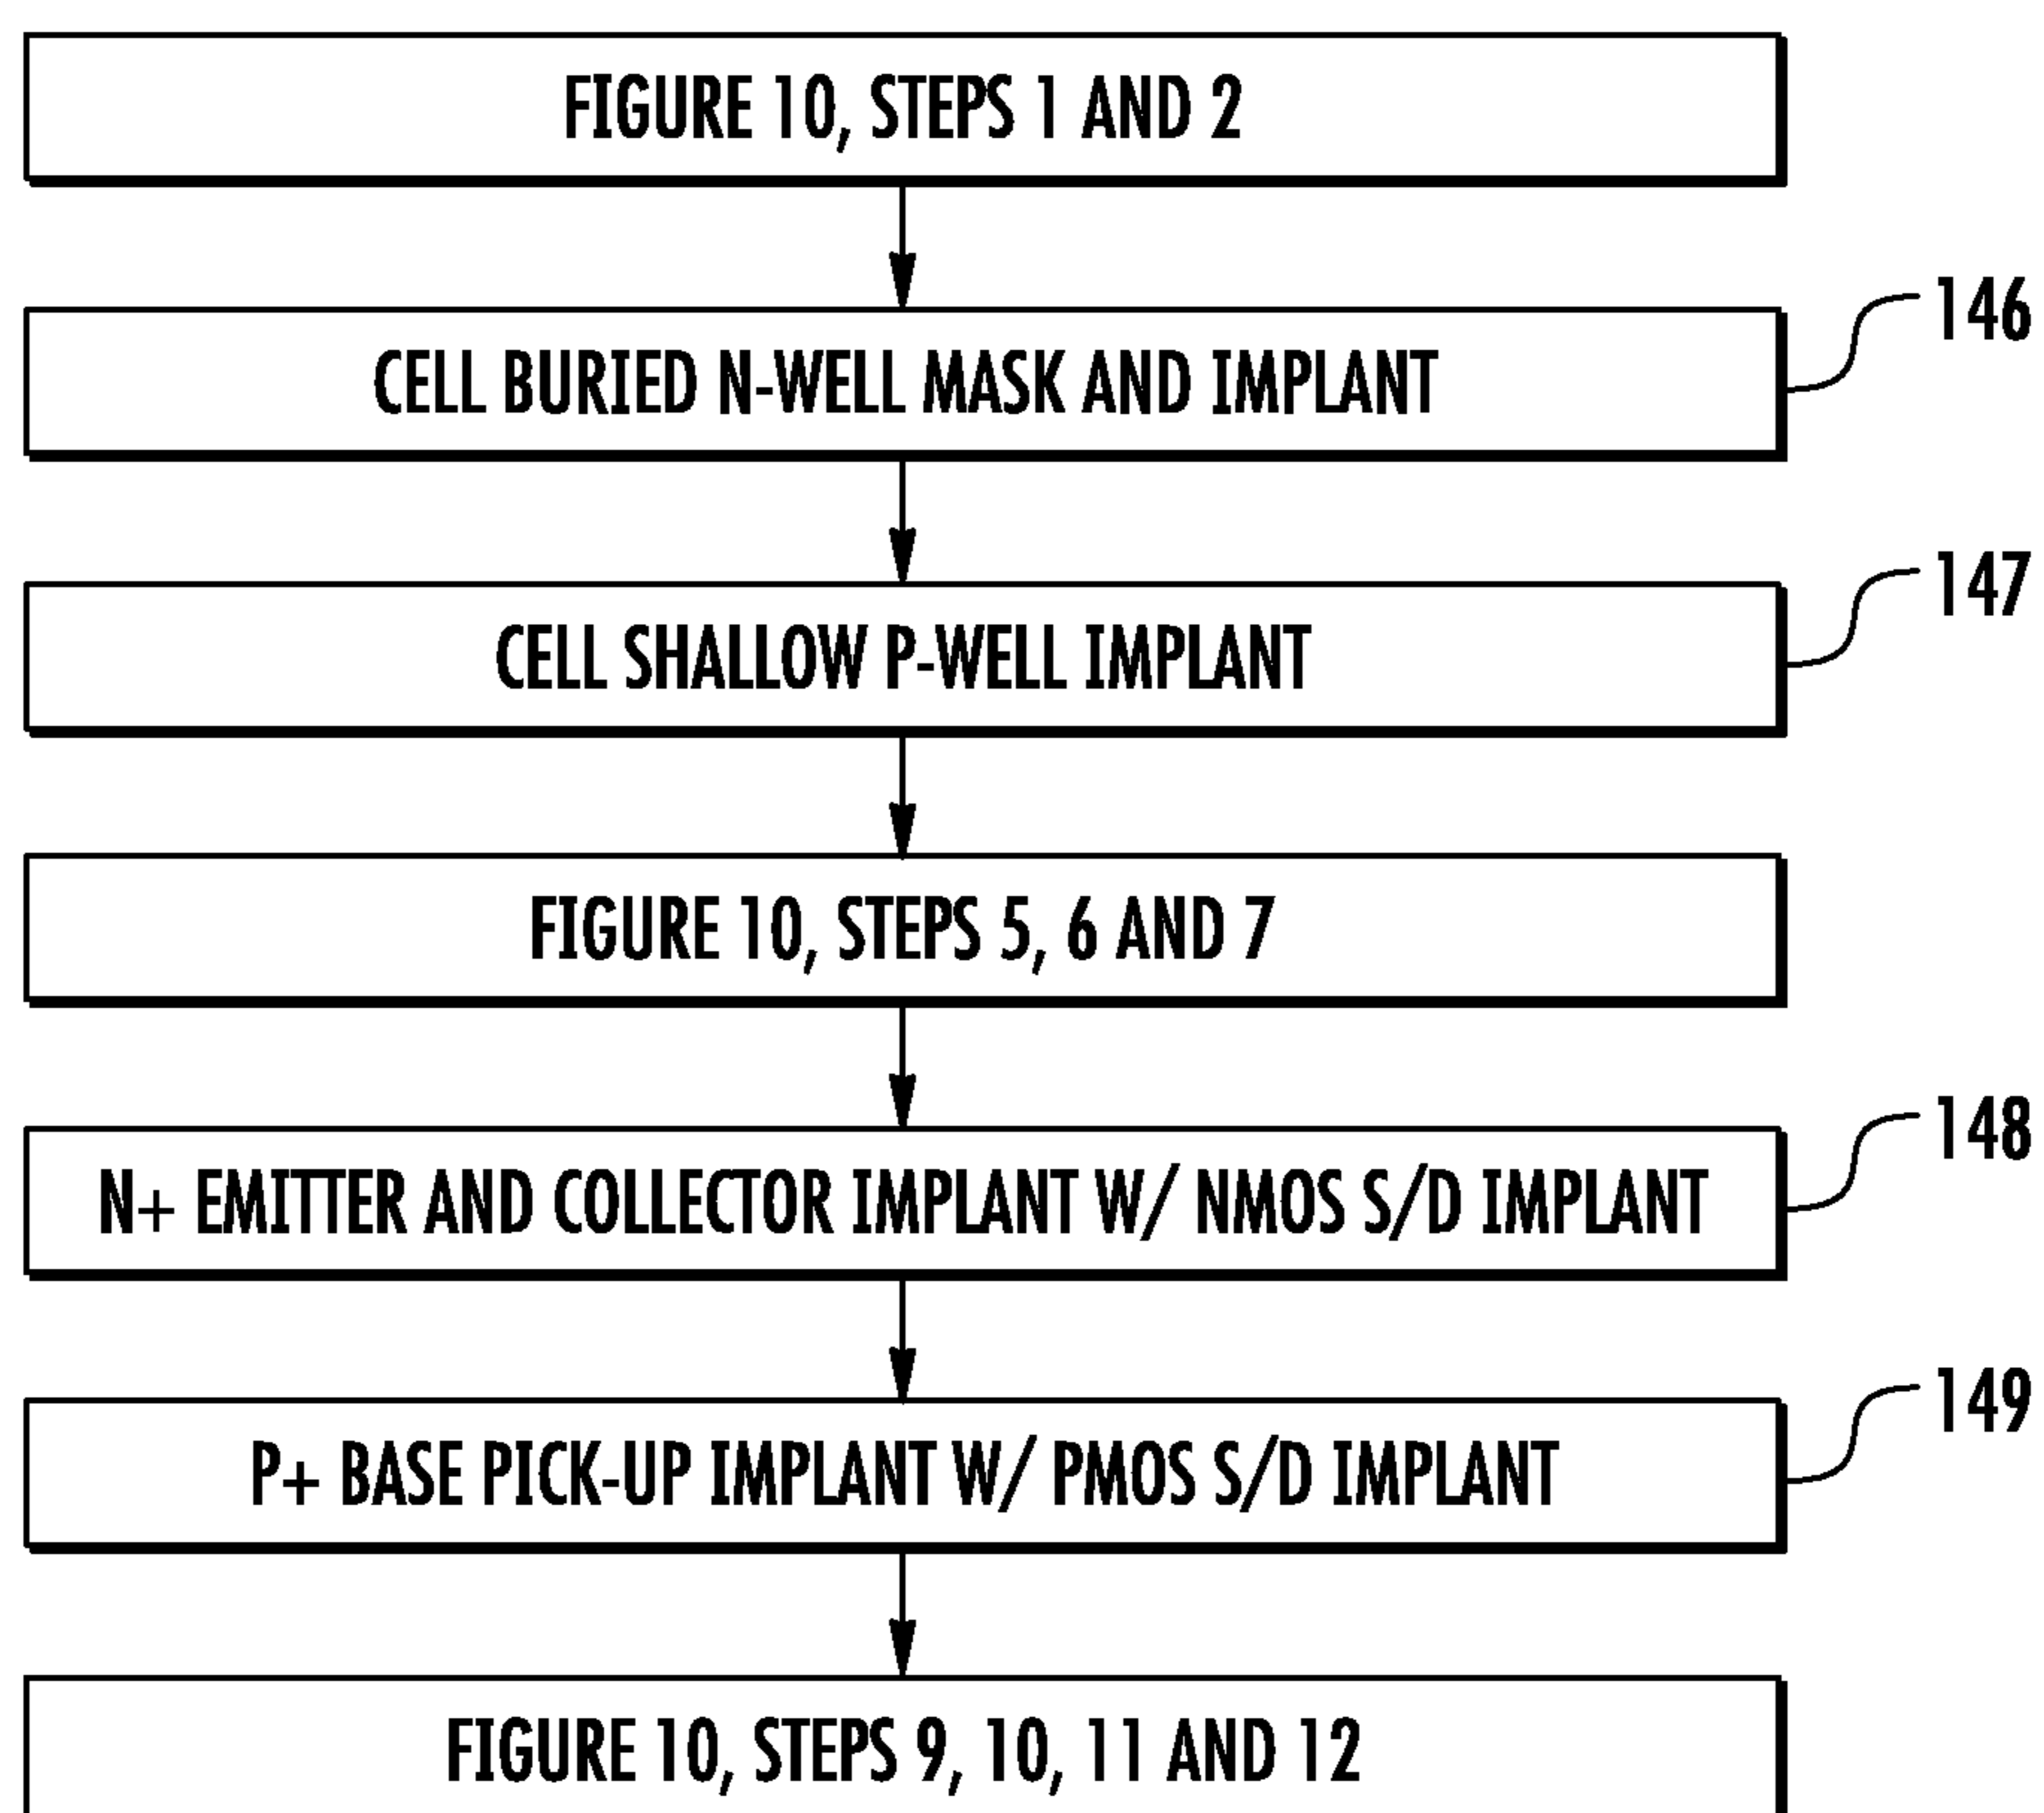 FIGURE 10, STEPS 1 AND 2
CELL BURIED N-WELL MASK AND IMPLANT
146
CELL SHALLOW P-WELL IMPLANT
147
FIGURE 10, STEPS 5, 6 AND 7
N+ EMITTER AND COLLECTOR IMPLANT W/ NMOS S/D IMPLANT
148
P+ BASE PICK-UP IMPLANT W/ PMOS S/D IMPLANT
149
FIGURE 10, STEPS 9, 10, 11 AND 12